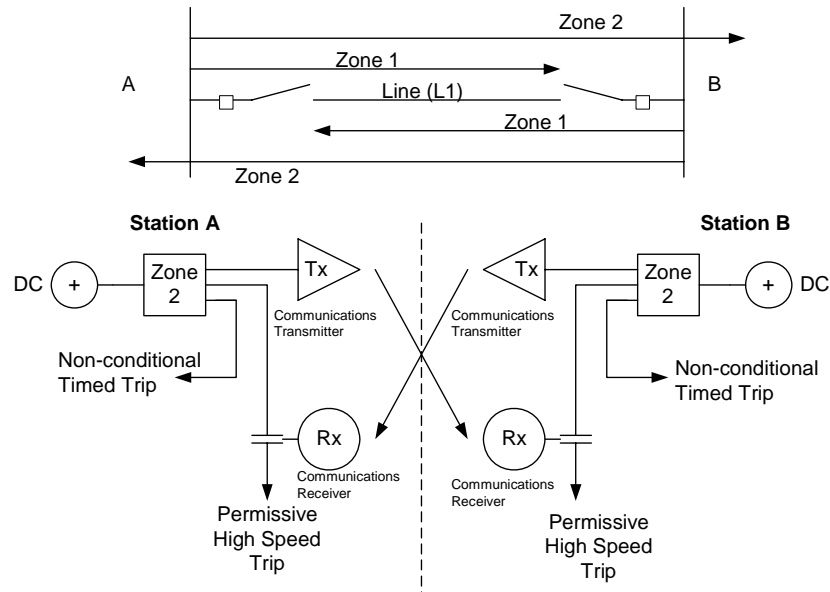 Zone 2
Zone 1
A
Line (L1)
B
Zone 1
Zone 2
Station A
Station B
DC
+
Zone
2
Tx
Communications
Transmitter
Tx
Communications
Transmitter
Zone
2
+
DC
Non-conditional
Timed Trip
Non-conditional
Timed Trip
Rx
Communications
Receiver
Rx
Communications
Receiver
Permissive
High Speed
Trip
Permissive
High Speed
Trip